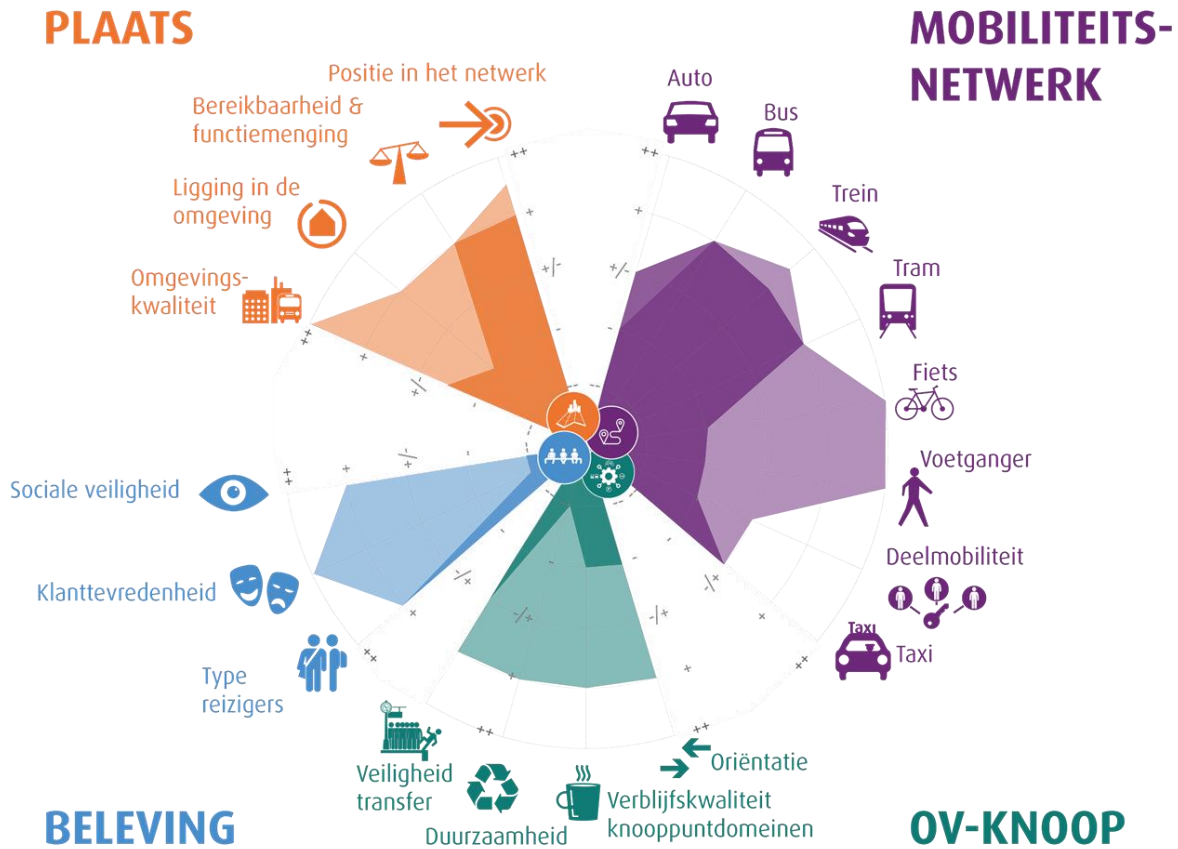 PLAATS
MOBILITEITS-
NETWERK
Positie in het netwerk
Bereikbaarheid &
functiemenging
Ligging in de
omgeving
Omgevings-
kwaliteit
Auto
Bus
Trein
Tram
Fiets
Voetganger
Deelmobiliteit
Taxi
Taxi
Sociale veiligheid
Klanttevredenheid
Type
reizigers
Veiligheid
transfer
Duurzaamheid
Verblijfskwaliteit
knooppuntdomeinen
Oriëntatie
BELEVING
OV-KNOOP
++
+
+/-
-
++
+
+/-
-
++
+
+/-
-
++
+
+/-
-
++
+
+/-
-
++
+
+/-
-
++
+
+/-
-
++
+
+/-
-